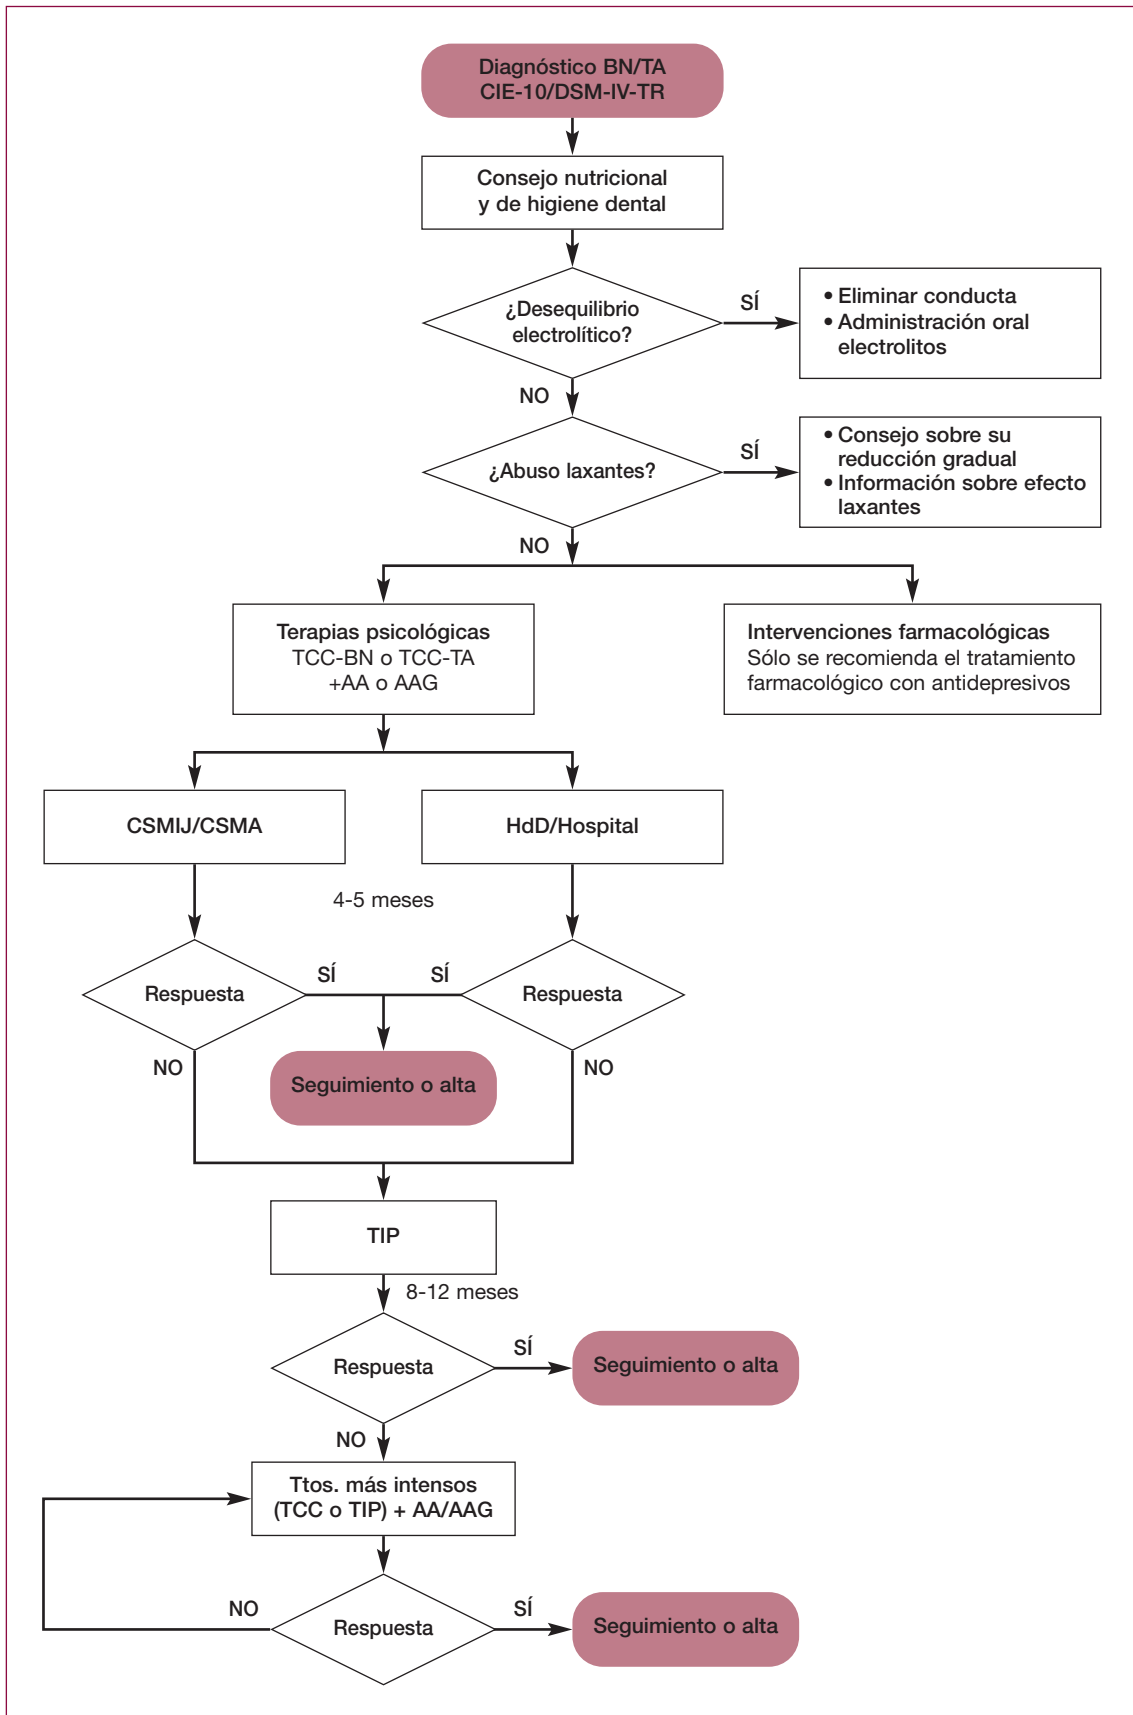 Diagnóstico BN/TA
CIE-10/DSM-IV-TR
Consejo nutricional
y de higiene dental
¿Desequilibrio
electrolítico?
SÍ
• Eliminar conducta
• Administración oral
electrolitos
NO
¿Abuso laxantes?
SÍ
• Consejo sobre su
reducción gradual
• Información sobre efecto
laxantes
NO
Terapias psicológicas
TCC-BN o TCC-TA
+AA o AAG
Intervenciones farmacológicas
Sólo se recomienda el tratamiento
farmacológico con antidepresivos
CSMIJ/CSMA
HdD/Hospital
4-5 meses
Respuesta
SÍ
SÍ
Respuesta
NO
Seguimiento o alta
NO
TIP
8-12 meses
Respuesta
SÍ
Seguimiento o alta
NO
Ttos. más intensos
(TCC o TIP) + AA/AAG
NO
Respuesta
SÍ
Seguimiento o alta